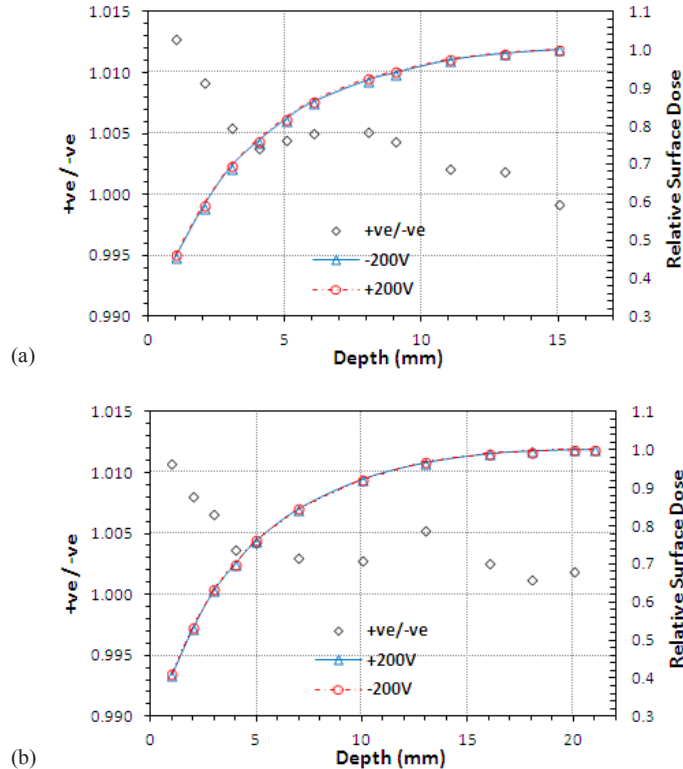 1.015
1.010
1.005
1.000
0.995
0.990
+ve / -ve
1.1
1.0
0.9
0.8
0.7
0.6
0.5
0.4
0.3
Relative Surface Dose
+ve/-ve
-200V
+200V
0 5 10 15
Depth (mm)
(a)
1.015
1.010
1.005
1.000
0.995
0.990
+ve / -ve
1.1
1.0
0.9
0.8
0.7
0.6
0.5
0.4
0.3
Relative Surface Dose
+ve/-ve
+200V
-200V
0 5 10 15 20
Depth (mm)
(b)